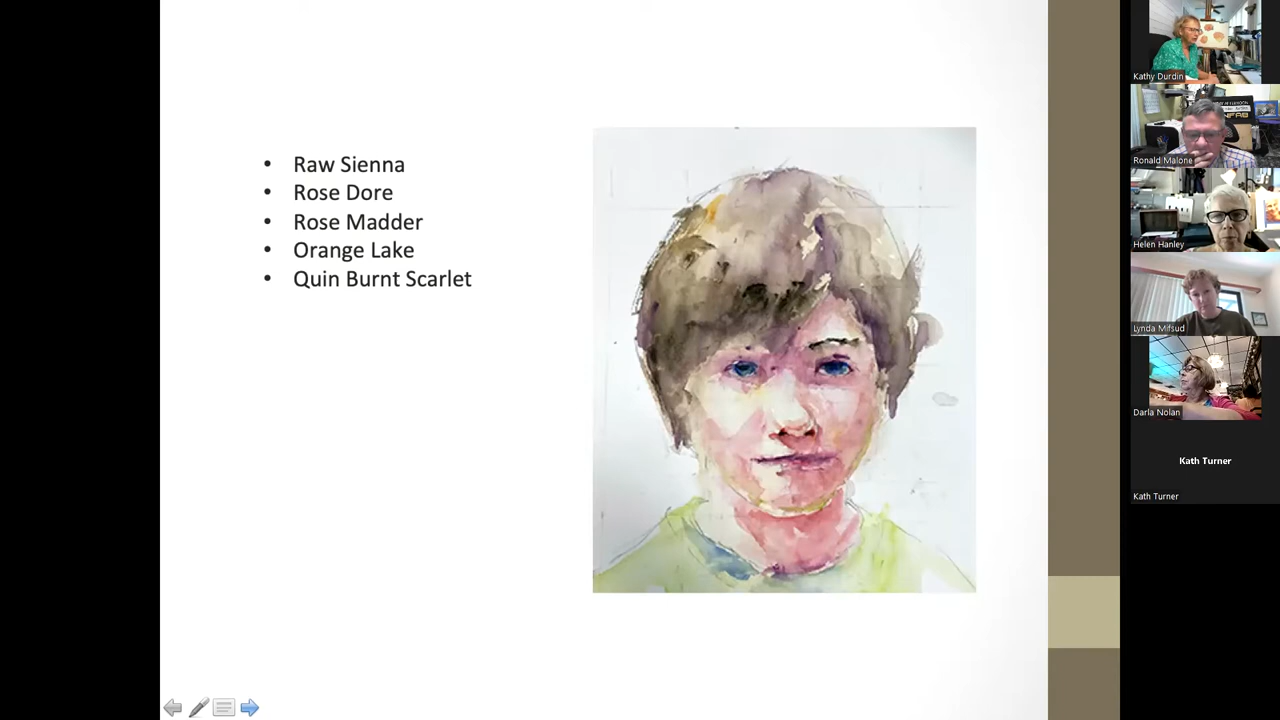 Raw Sienna
Rose Dore
Rose Madder
Orange Lake
Quin Burnt Scarlet
Kathy Durdin
Ronald Malone
Helen Hanley
Lynda Mifsud
Darla Nolan
Kath Turner
Kath Turner